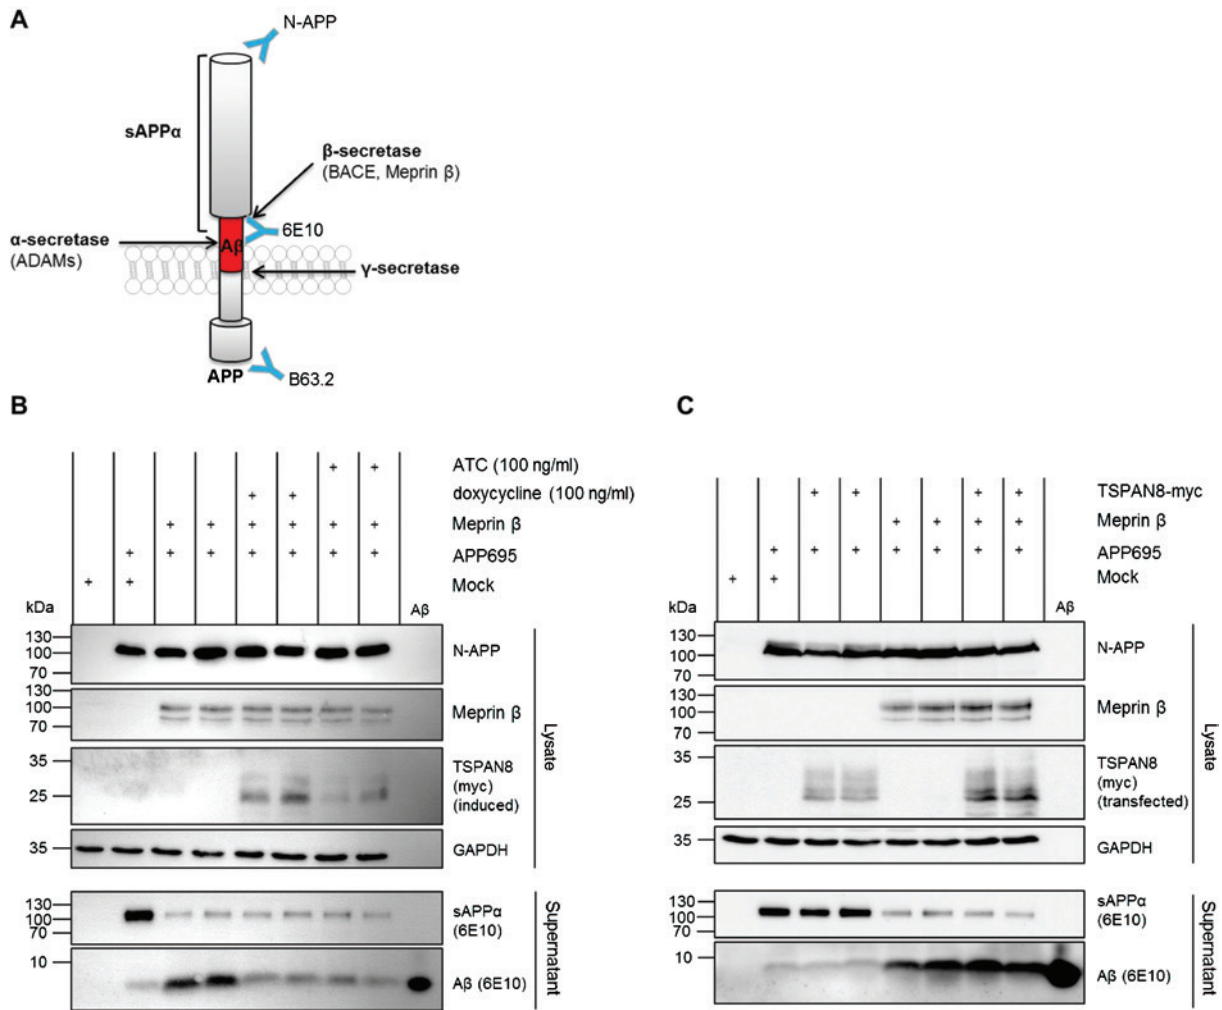 A
N-APP
sAPPα
β-secretase
(BACE, Meprin β)
6E10
α-secretase
(ADAMs)
Aβ
γ-secretase
APP
B63.2
B
+ + ATC (100 ng/ml)
+ + doxycycline (100 ng/ml)
+ + + + + + Meprin β
+ + + + + + + APP695
+ + Mock
kDa
Aβ
130
100
70
N-APP
130
100
70
Meprin β
35
25
TSPAN8
(myc)
(induced)
35
GAPDH
Lysate
130
100
70
sAPPα
(6E10)
10
Aβ (6E10)
Supernatant
C
+ + + + TSPAN8-myc
+ + + + Meprin β
+ + + + + + + APP695
+ + Mock
kDa
Aβ
130
100
70
N-APP
130
100
70
Meprin β
35
25
TSPAN8
(myc)
(transfected)
35
GAPDH
Lysate
130
100
70
sAPPα
(6E10)
10
Aβ (6E10)
Supernatant